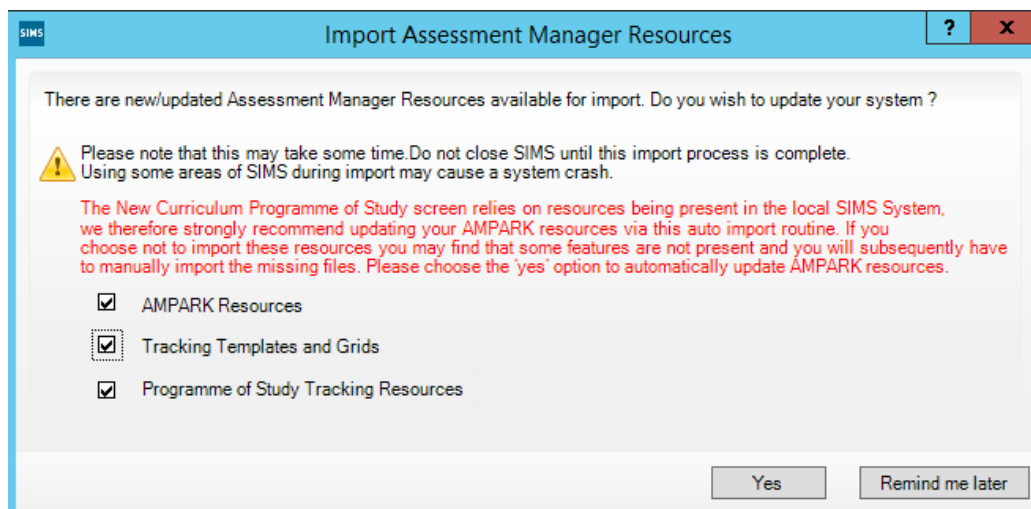 SIMS
Import Assessment Manager Resources
? X
There are new/updated Assessment Manager Resources available for import. Do you wish to update your system ?
Please note that this may take some time.Do not close SIMS until this import process is complete.
Using some areas of SIMS during import may cause a system crash.
The New Curriculum Programme of Study screen relies on resources being present in the local SIMS System,
we therefore strongly recommend updating your AMPARK resources via this auto import routine. If you
choose not to import these resources you may find that some features are not present and you will subsequently have
to manually import the missing files. Please choose the 'yes' option to automatically update AMPARK resources.
AMPARK Resources
Tracking Templates and Grids
Programme of Study Tracking Resources
Yes
Remind me later